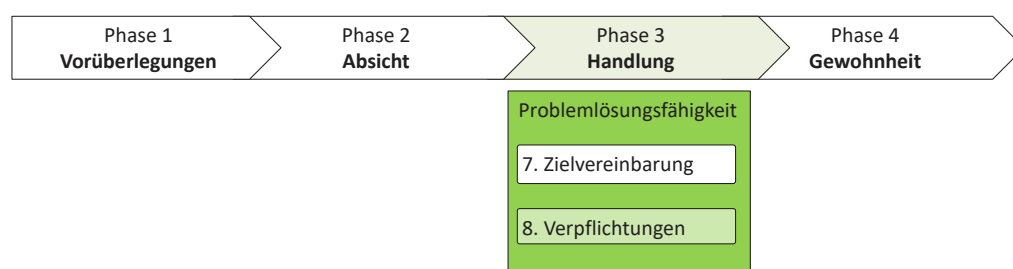 Phase 1
Vorüberlegungen
Phase 2
Absicht
Phase 3
Handlung
Phase 4
Gewohnheit
Problemlösungsfähigkeit
7. Zielvereinbarung
8. Verpflichtungen